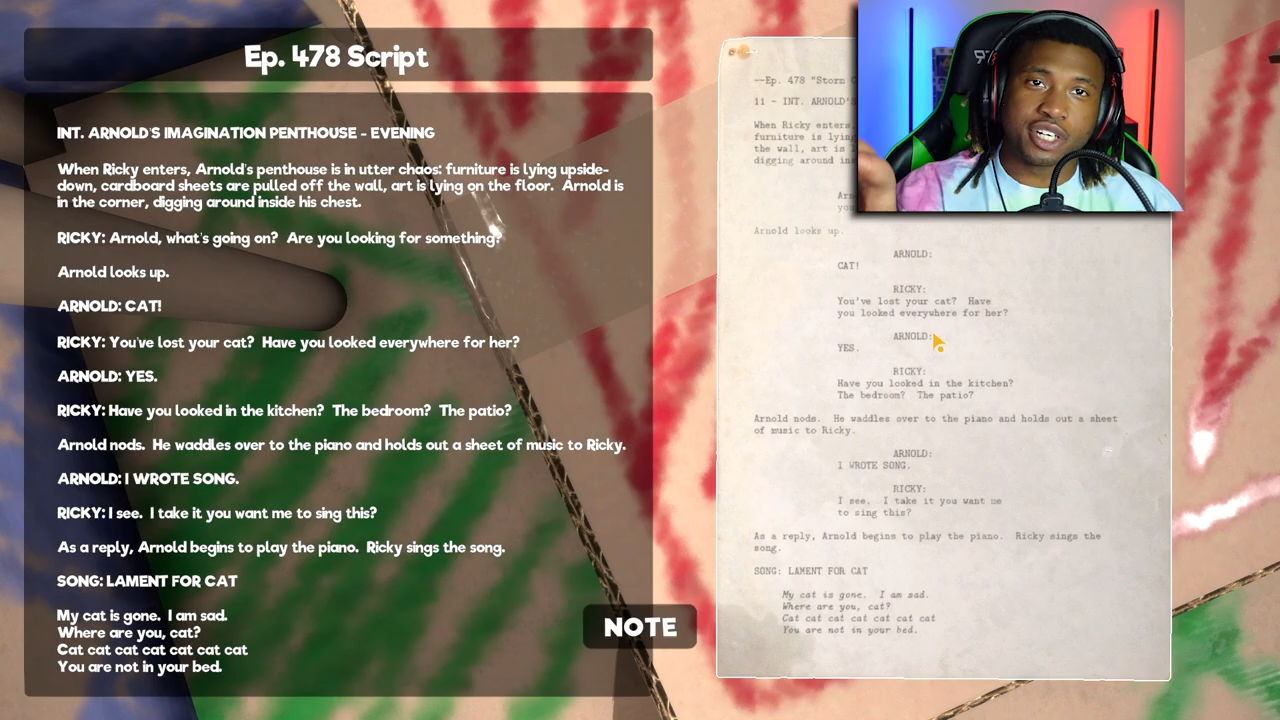 Ep. 478 Script
INT. ARNOLD'S IMAGINATION PENTHOUSE - EVENING
When Ricky enters, Arnold's penthouse is in utter chaos: furniture is lying upside-
down, cardboard sheets are pulled off the wall, art is lying on the floor. Arnold is
in the corner, digging around inside his chest.
RICKY: Arnold, what's going on? Are you looking for something?
Arnold looks up.
ARNOLD: CAT!
RICKY: You've lost your cat? Have you looked everywhere for her?
ARNOLD: YES.
RICKY: Have you looked in the kitchen? The bedroom? The patio?
Arnold nods. He waddles over to the piano and holds out a sheet of music to Ricky.
ARNOLD: I WROTE SONG.
RICKY: I see. I take it you want me to sing this?
As a reply, Arnold begins to play the piano. Ricky sings the song.
SONG: LAMENT FOR CAT
My cat is gone. I am sad.
Where are you, cat?
Cat cat cat cat cat cat cat
You are not in your bed.
NOTE
--Ep. 478 "Storm
11 - INT. ARNOLD'S
When Ricky enters,
furniture is lying
the wall, art is
digging around
Arnold looks up.
ARNOLD:
CAT!
RICKY:
You've lost your cat? Have
you looked everywhere for her?
ARNOLD:
YES.
RICKY:
Have you looked in the kitchen?
The bedroom? The patio?
Arnold nods. He waddles over to the piano and holds out a sheet
of music to Ricky.
ARNOLD:
I WROTE SONG.
RICKY:
I see. I take it you want me
to sing this?
As a reply, Arnold begins to play the piano. Ricky sings the
song.
SONG: LAMENT FOR CAT
My cat is gone. I am sad.
Where are you, cat?
Cat cat cat cat cat cat cat
You are not in your bed.